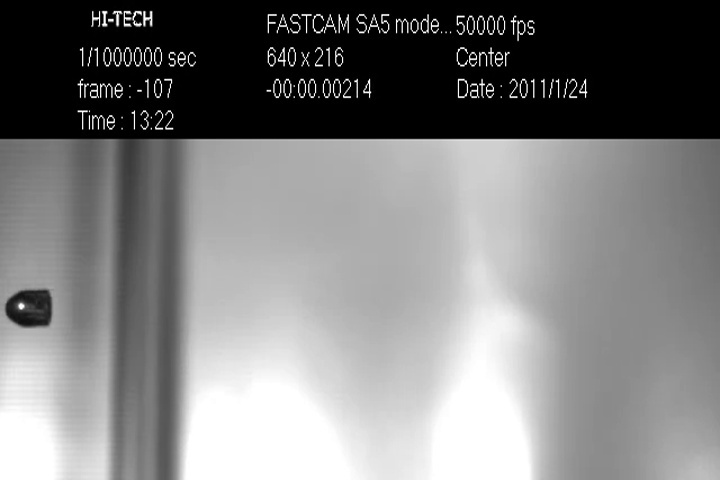 HI-TECH FASTCAM SA5 mode... 50000 fps
1/1000000 sec 640 x 216 Center
frame : -107 -00:00.00214 Date : 2011/1/24
Time : 13:22